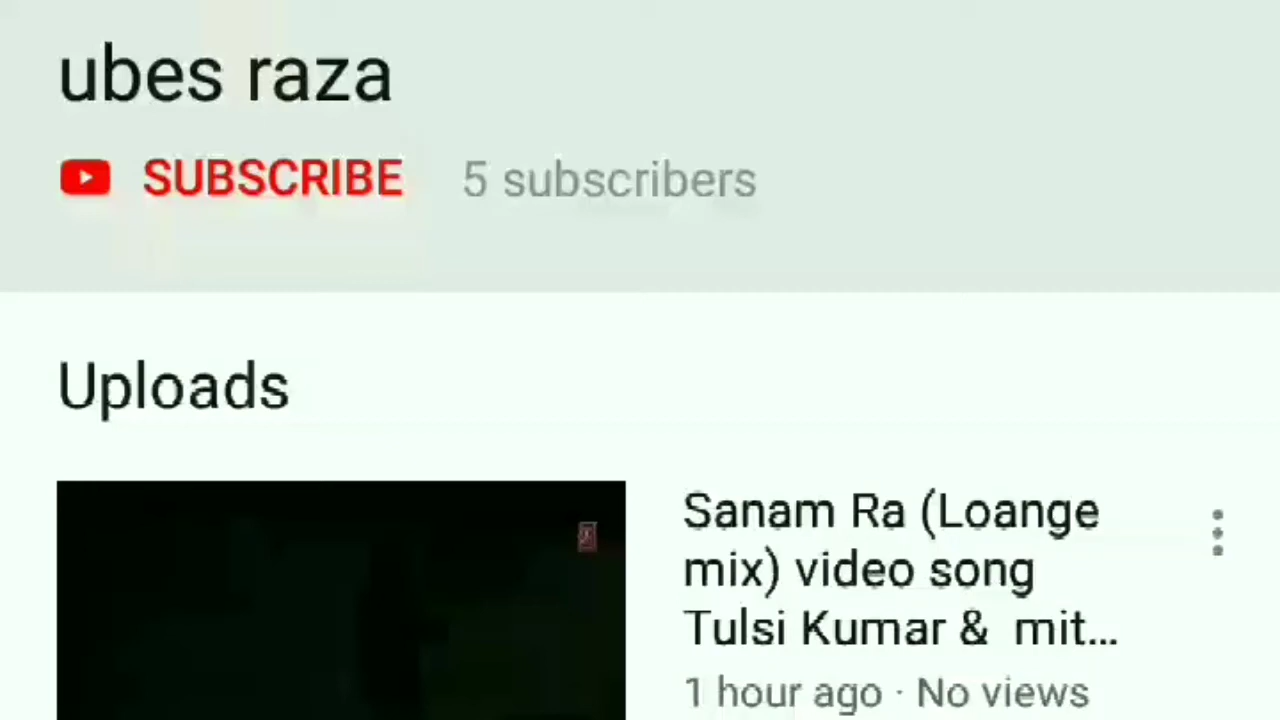 ubes raza
SUBSCRIBE 5 subscribers
Uploads
Sanam Ra (Loange
mix) video song
Tulsi Kumar & mit...
1 hour ago · No views